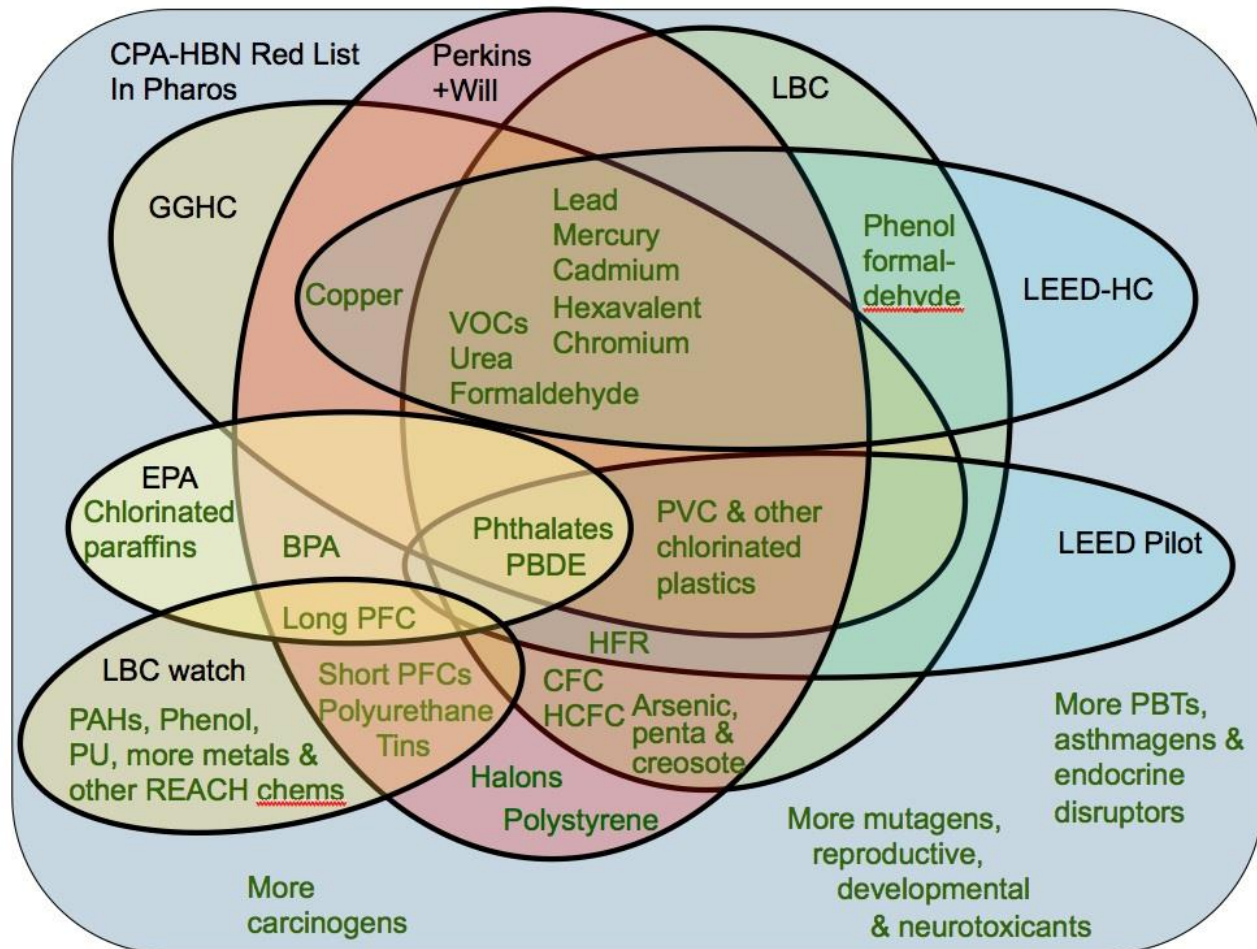 CPA-HBN Red List
In Pharos
Perkins
+Will
LBC
GGHC
Lead
Mercury
Cadmium
Hexavalent
Chromium
Phenol
formal-
dehyde
LEED-HC
Copper
VOCs
Urea
Formaldehyde
EPA
Chlorinated
paraffins
BPA
Phthalates
PBDE
PVC & other
chlorinated
plastics
LEED Pilot
Long PFC
HFR
LBC watch
PAHs, Phenol,
PU, more metals &
other REACH chems
Short PFCs
Polyurethane
Tins
CFC
HCFC
Arsenic,
penta &
creosote
Halons
Polystyrene
More PBTs,
asthmagens &
endocrine
disruptors
More mutagens,
reproductive,
developmental
& neurotoxicants
More
carcinogens